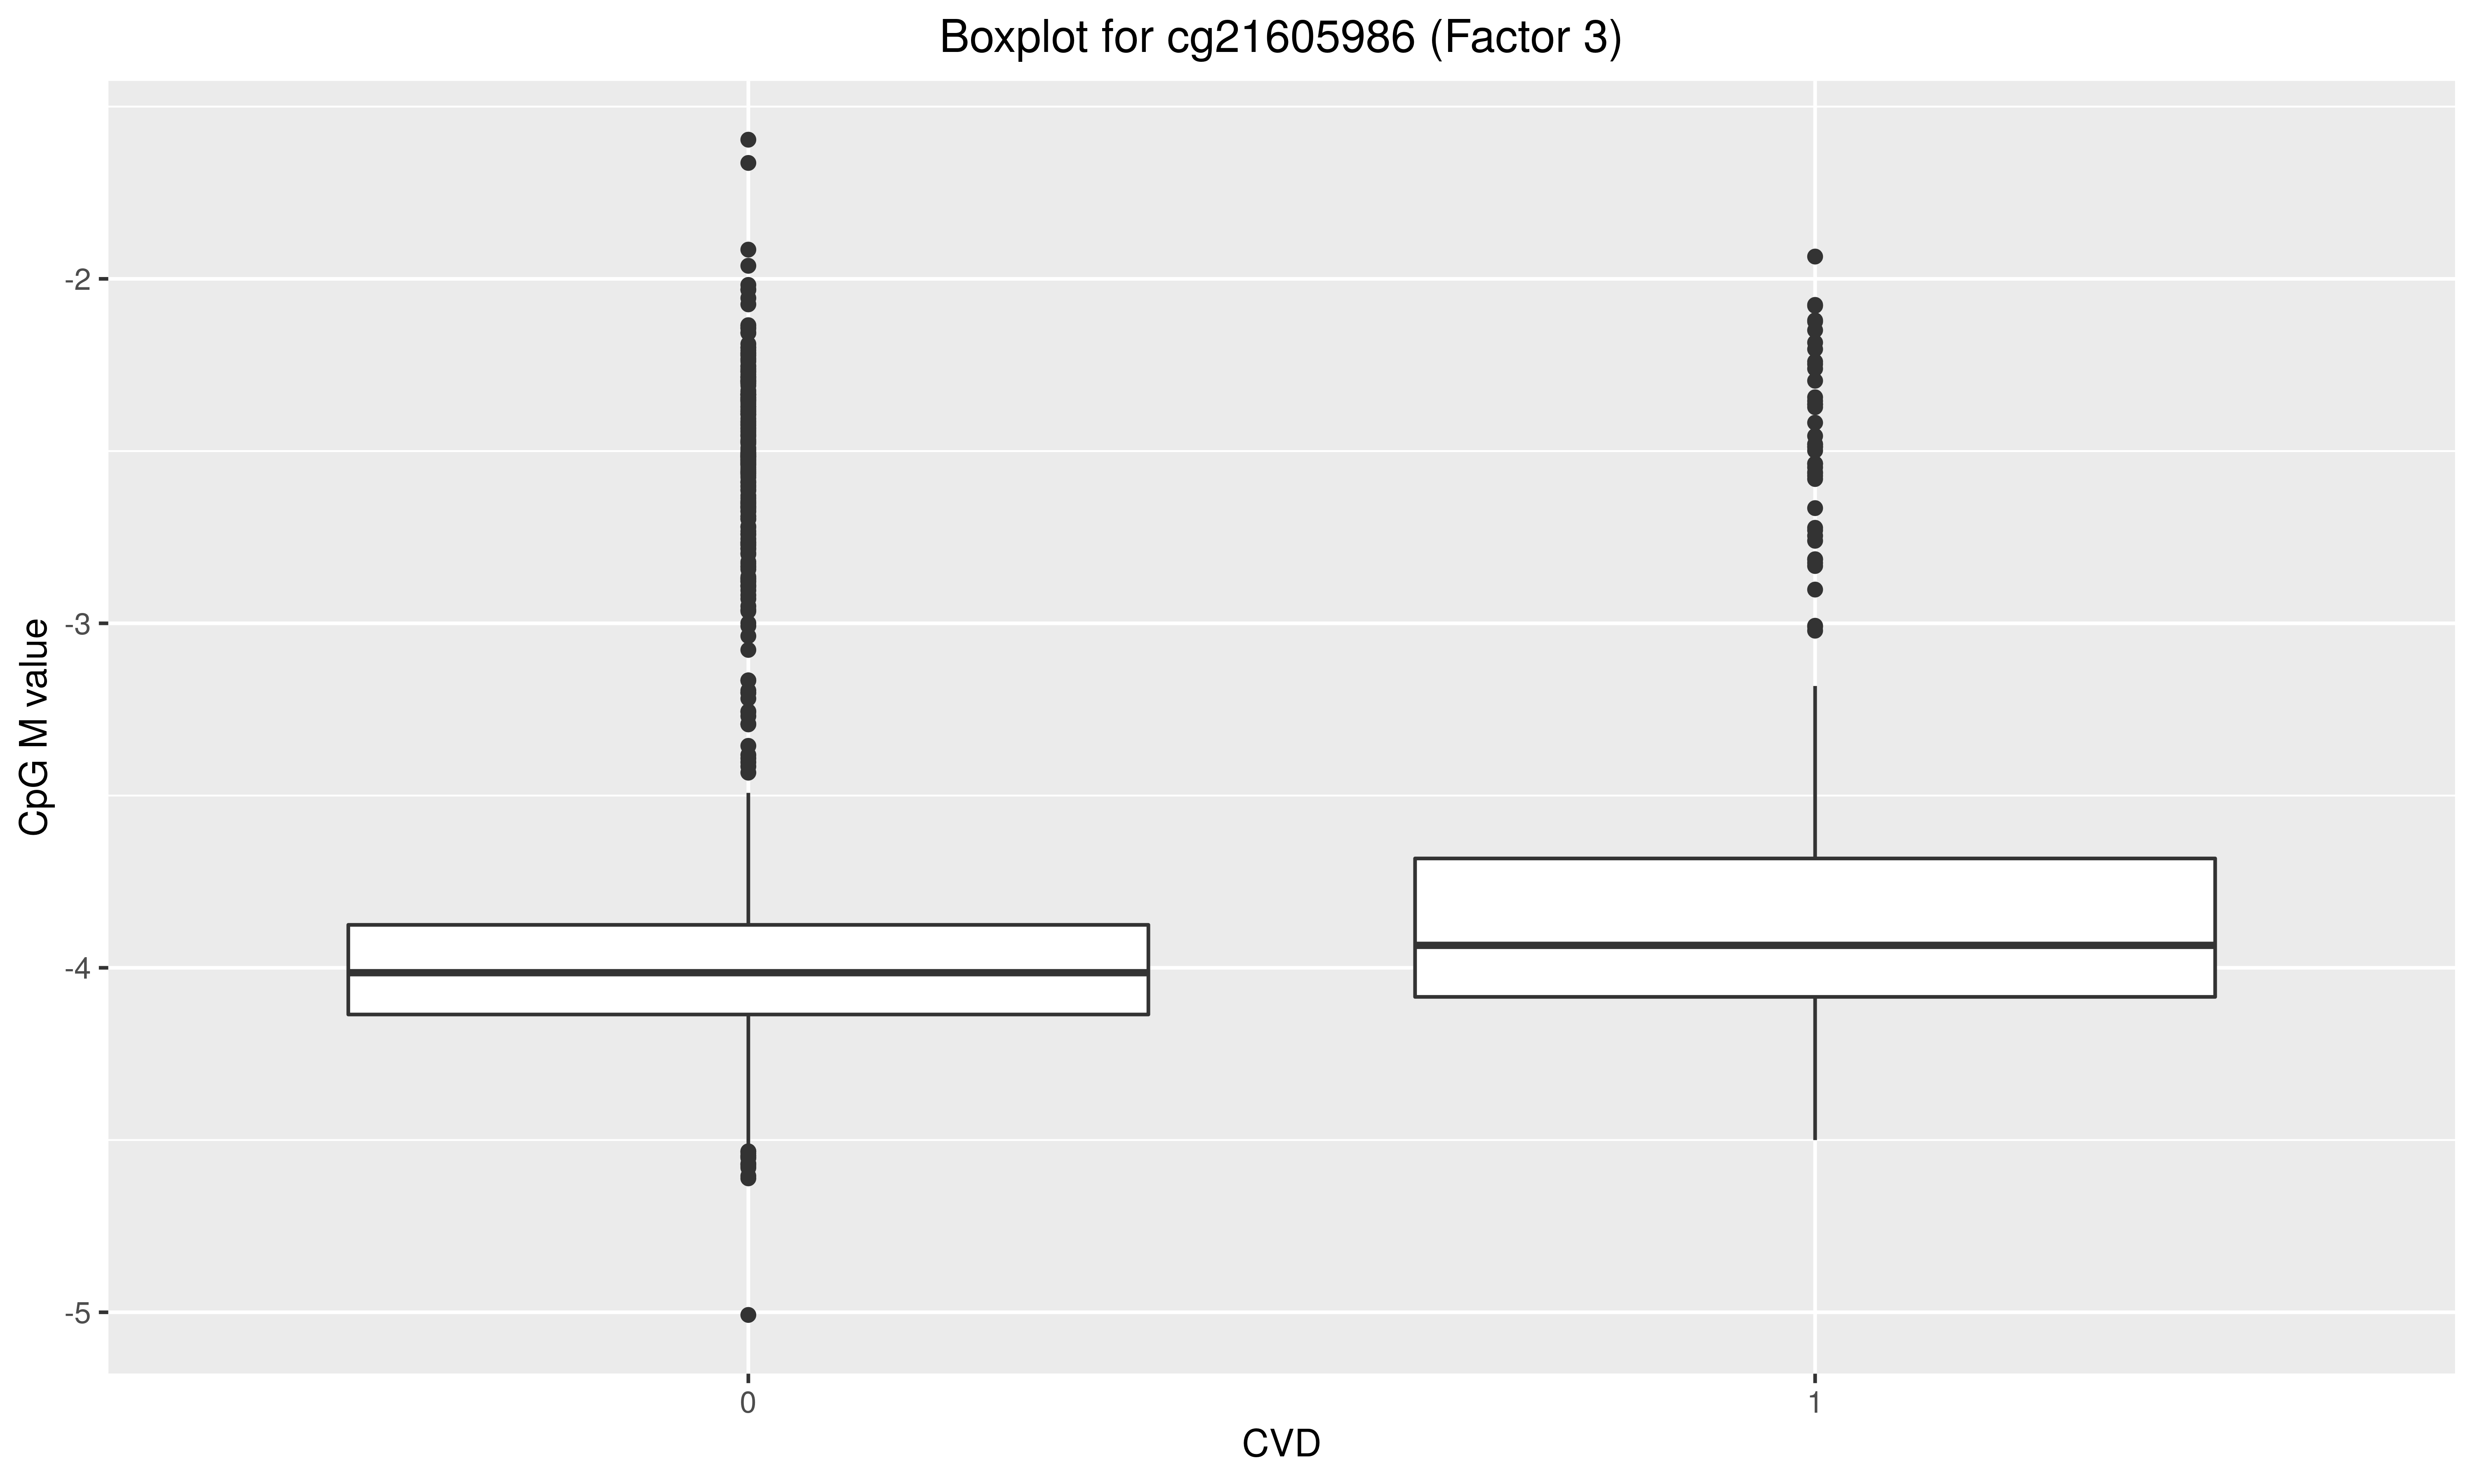 Boxplot for cg21605986 (Factor 3)
CpG M value
-2
-3
-4
-5
0 1
CVD